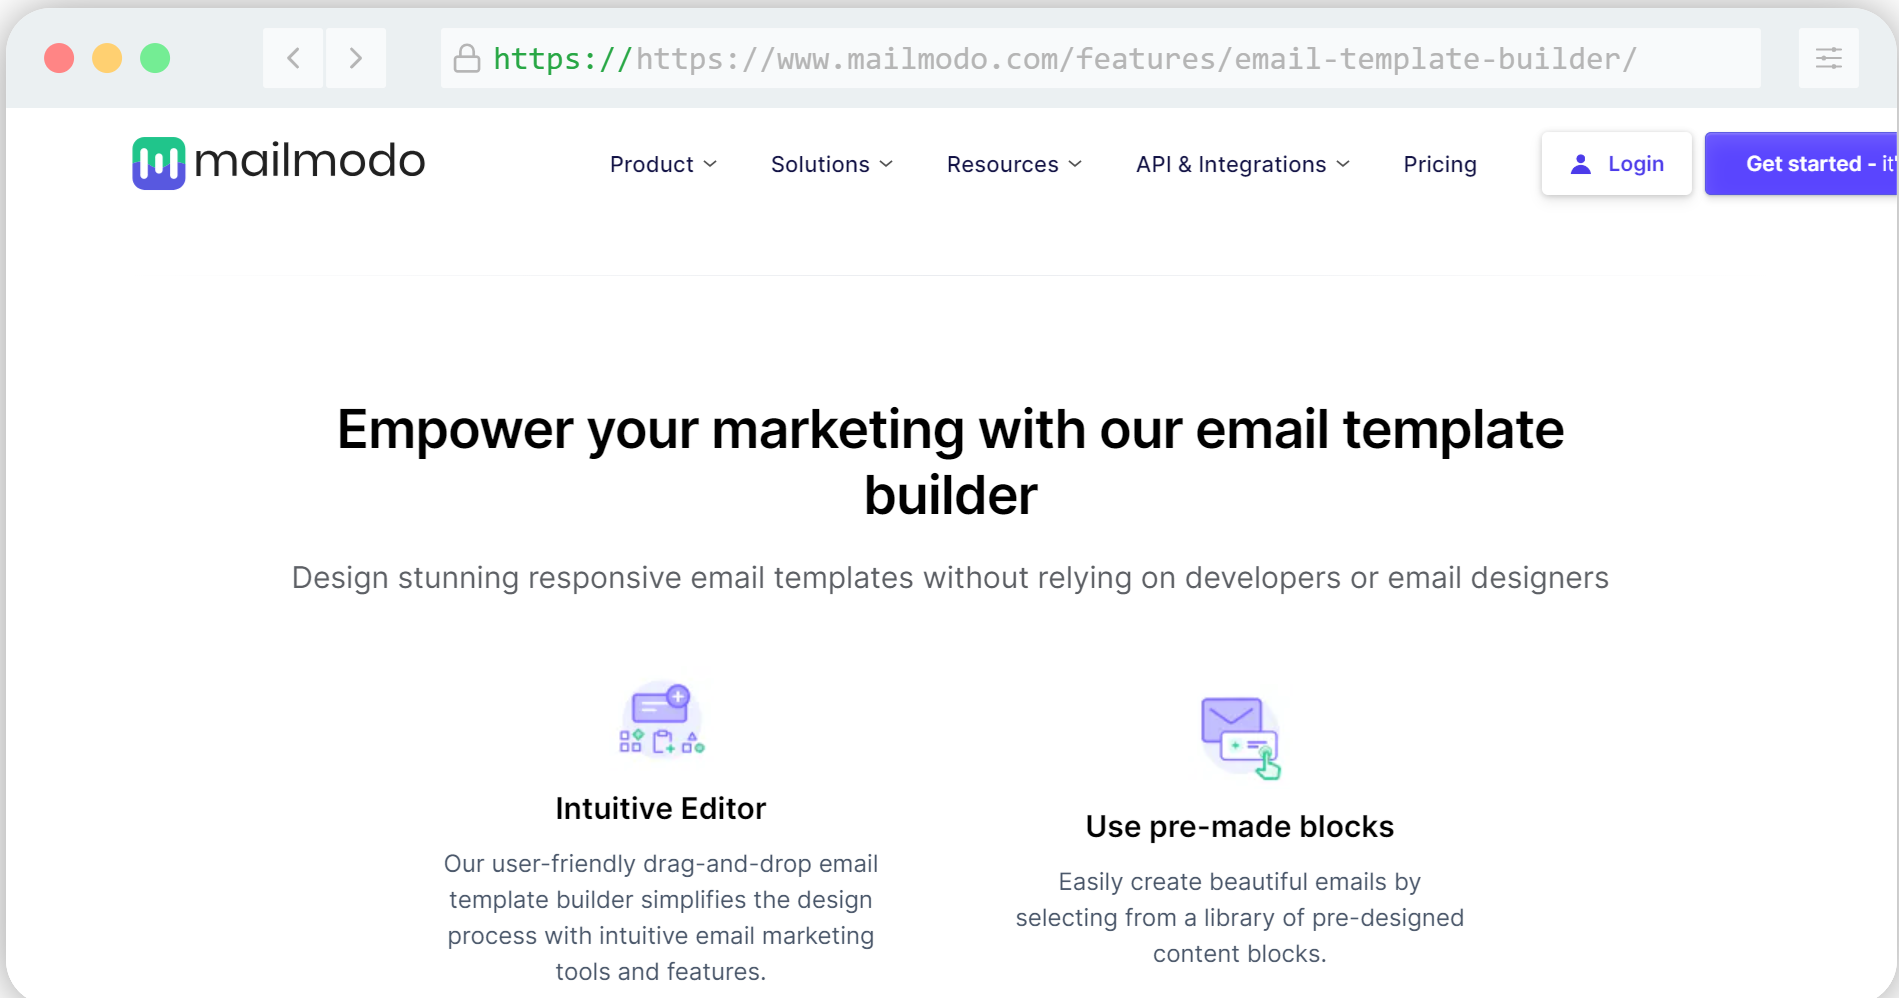 https://https://www.mailmodo.com/features/email-template-builder/
mailmodo
Product
Solutions
Resources
API & Integrations
Pricing
Login
Get started - it'
Empower your marketing with our email template
builder
Design stunning responsive email templates without relying on developers or email designers
Intuitive Editor
Our user-friendly drag-and-drop email
template builder simplifies the design
process with intuitive email marketing
tools and features.
Use pre-made blocks
Easily create beautiful emails by
selecting from a library of pre-designed
content blocks.